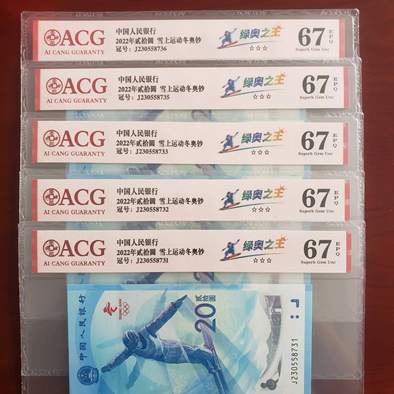 ACG
AI CANG GUARANTY
中国人民银行
2022年贰拾圆 雪上运动冬奥钞
冠号: J230558736
绿奥之王
☆☆☆
67
EPQ
Superb Gem Unc
ACG
AI CANG GUARANTY
中国人民银行
2022年贰拾圆 雪上运动冬奥钞
冠号: J230558735
绿奥之王
☆☆☆
67
EPQ
Superb Gem Unc
ACG
AI CANG GUARANTY
中国人民银行
2022年贰拾圆 雪上运动冬奥钞
冠号: J230558733
绿奥之王
☆☆☆
67
EPQ
Superb Gem Unc
ACG
AI CANG GUARANTY
中国人民银行
2022年贰拾圆 雪上运动冬奥钞
冠号: J230558732
绿奥之王
☆☆☆
67
EPQ
Superb Gem Unc
ACG
AI CANG GUARANTY
中国人民银行
2022年贰拾圆 雪上运动冬奥钞
冠号: J230558731
绿奥之王
☆☆☆
67
EPQ
Superb Gem Unc
中国人民银行
20
贰拾圆
J230558731